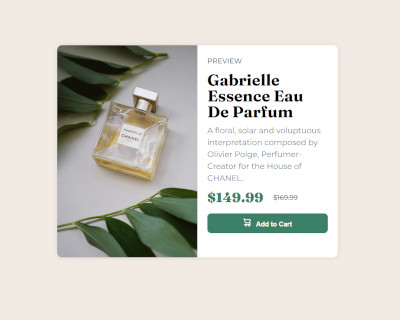 PREVIEW
Gabrielle
Essence Eau
De Parfum
A floral, solar and voluptuous
interpretation composed by
Olivier Polge, Perfumer-
Creator for the House of
CHANEL.
$149.99 $169.99
Add to Cart
CHANEL